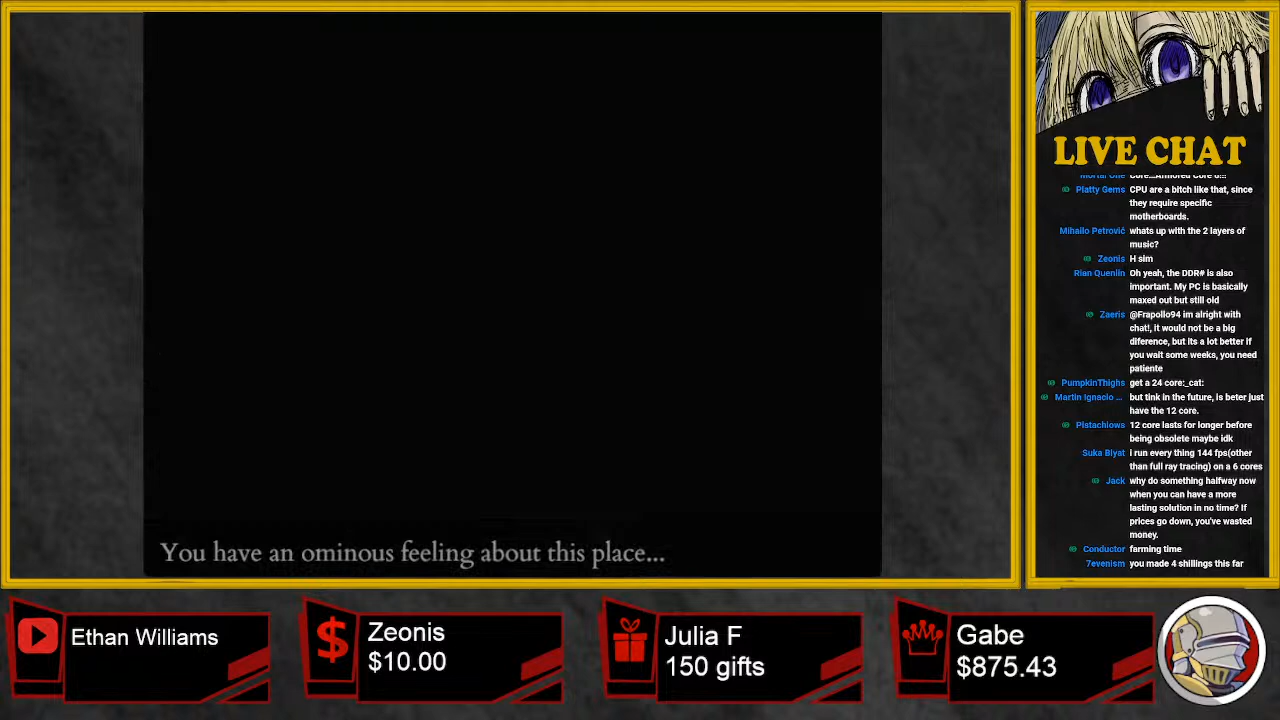 LIVE CHAT
Mortal One Core...Armored Core 6!!!
Platty Gems CPU are a bitch like that, since
they require specific
motherboards.
Mihailo Petrović whats up with the 2 layers of
music?
Zeonis H sim
Rian Quenlin Oh yeah, the DDR# is also
important. My PC is basically
maxed out but still old
Zaeris @Frapollo94 im alright with
chat!, it would not be a big
diference, but its a lot better if
you wait some weeks, you need
patiente
PumpkinThighs get a 24 core:_cat:
Martin Ignacio ... but tink in the future, is beter just
have the 12 core.
Pistachiows 12 core lasts for longer before
being obsolete maybe idk
Suka Blyat i run every thing 144 fps(other
than full ray tracing) on a 6 cores
Jack why do something halfway now
when you can have a more
lasting solution in no time? If
prices go down, you've wasted
money.
Conductor farming time
7evenism you made 4 shillings this far
You have an ominous feeling about this place...
Ethan Williams
Zeonis
$10.00
Julia F
150 gifts
Gabe
$875.43